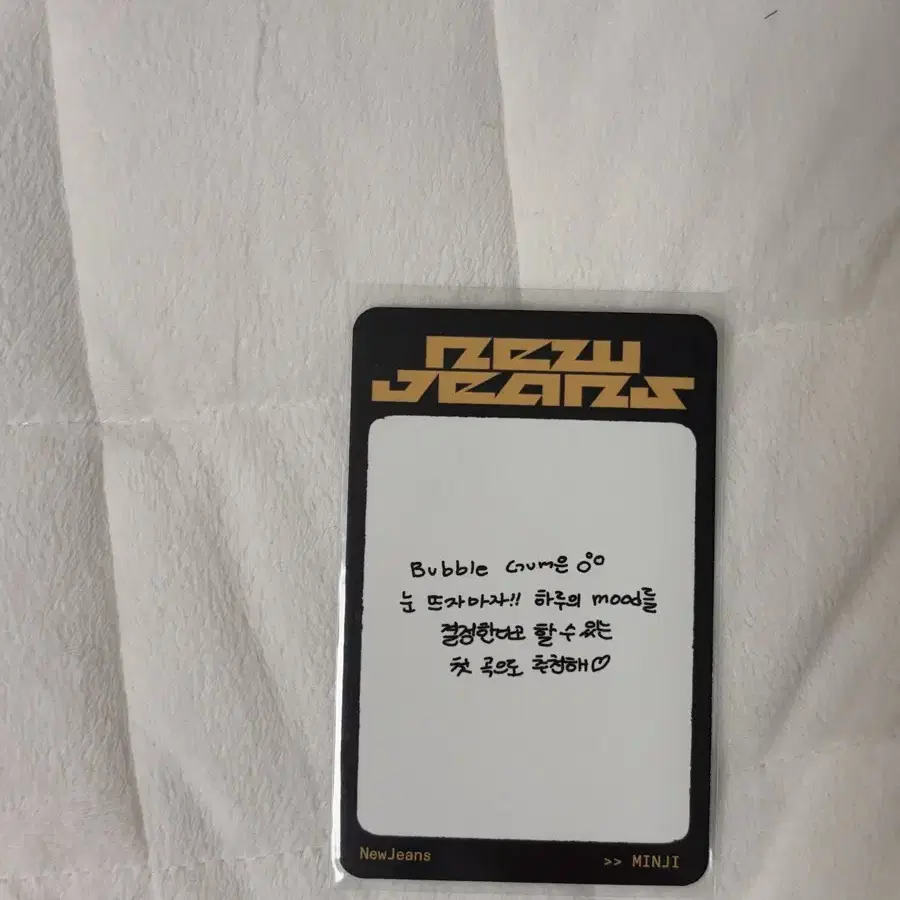 New
Jeans
Bubble Gum은
눈 뜨자마자!! 하루의 mood를
결정한다고 할 수 있는
첫 곡으로 추천해♡
NewJeans
>> MINJI